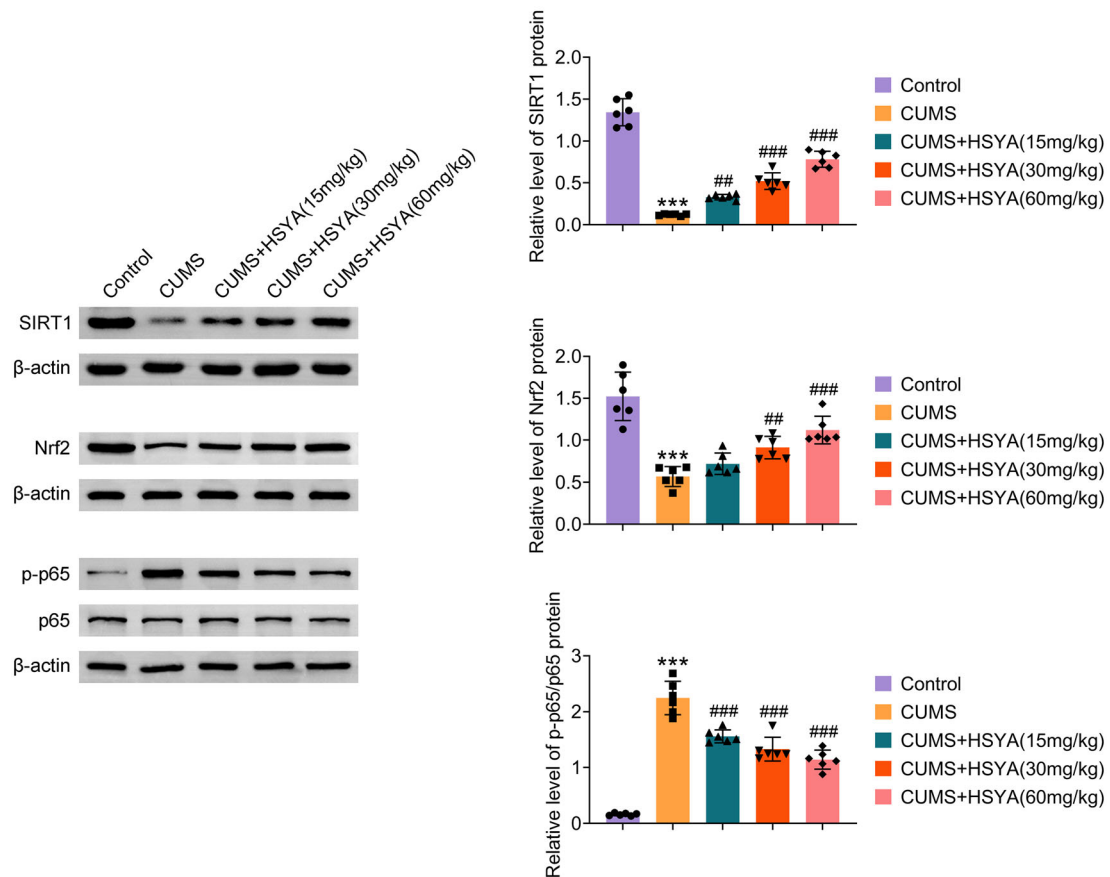 Control
CUMS
CUMS+HSYA(15mg/kg)
CUMS+HSYA(30mg/kg)
CUMS+HSYA(60mg/kg)
SIRT1
β-actin
Nrf2
β-actin
p-p65
p65
β-actin
Relative level of SIRT1 protein
2.0
1.5
1.0
0.5
0.0
***
##
###
###
Control
CUMS
CUMS+HSYA(15mg/kg)
CUMS+HSYA(30mg/kg)
CUMS+HSYA(60mg/kg)
Relative level of Nrf2 protein
2.0
1.5
1.0
0.5
0.0
***
##
###
Control
CUMS
CUMS+HSYA(15mg/kg)
CUMS+HSYA(30mg/kg)
CUMS+HSYA(60mg/kg)
Relative level of p-p65/p65 protein
3
2
1
0
***
###
###
###
Control
CUMS
CUMS+HSYA(15mg/kg)
CUMS+HSYA(30mg/kg)
CUMS+HSYA(60mg/kg)